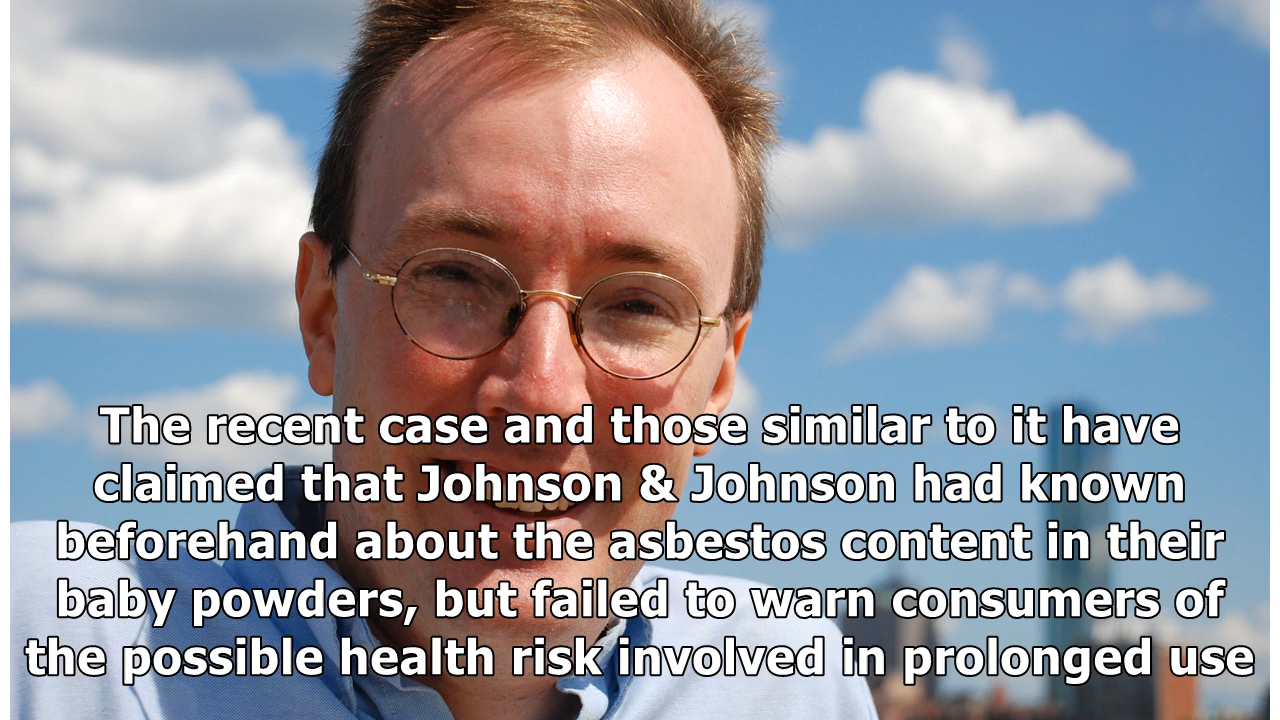 The recent case and those similar to it have
claimed that Johnson & Johnson had known
beforehand about the asbestos content in their
baby powders, but failed to warn consumers of
the possible health risk involved in prolonged use